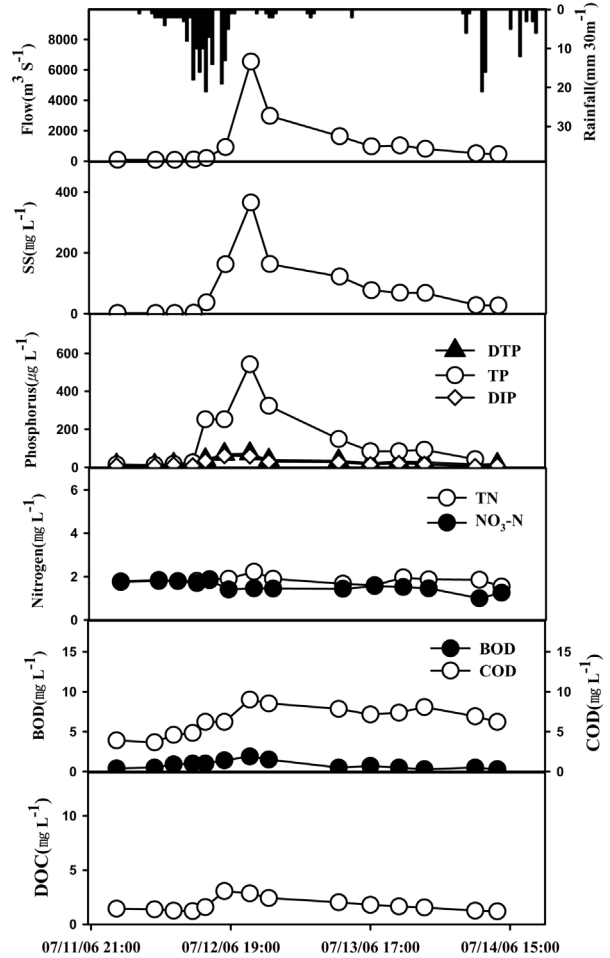 10000
8000
6000
4000
2000
0
Flow(m³ S⁻¹)
0
10
20
30
Rainfall(mm 30m⁻¹)
400
200
0
SS(㎎ L⁻¹)
600
400
200
0
Phosphorus(㎍ L⁻¹)
DTP
TP
DIP
6
4
2
0
Nitrogen(㎎ L⁻¹)
TN
NO₃-N
15
10
5
0
BOD(㎎ L⁻¹)
BOD
COD
15
10
5
0
COD(㎎ L⁻¹)
10
5
0
DOC(㎎ L⁻¹)
07/11/06 21:00 07/12/06 19:00 07/13/06 17:00 07/14/06 15:00